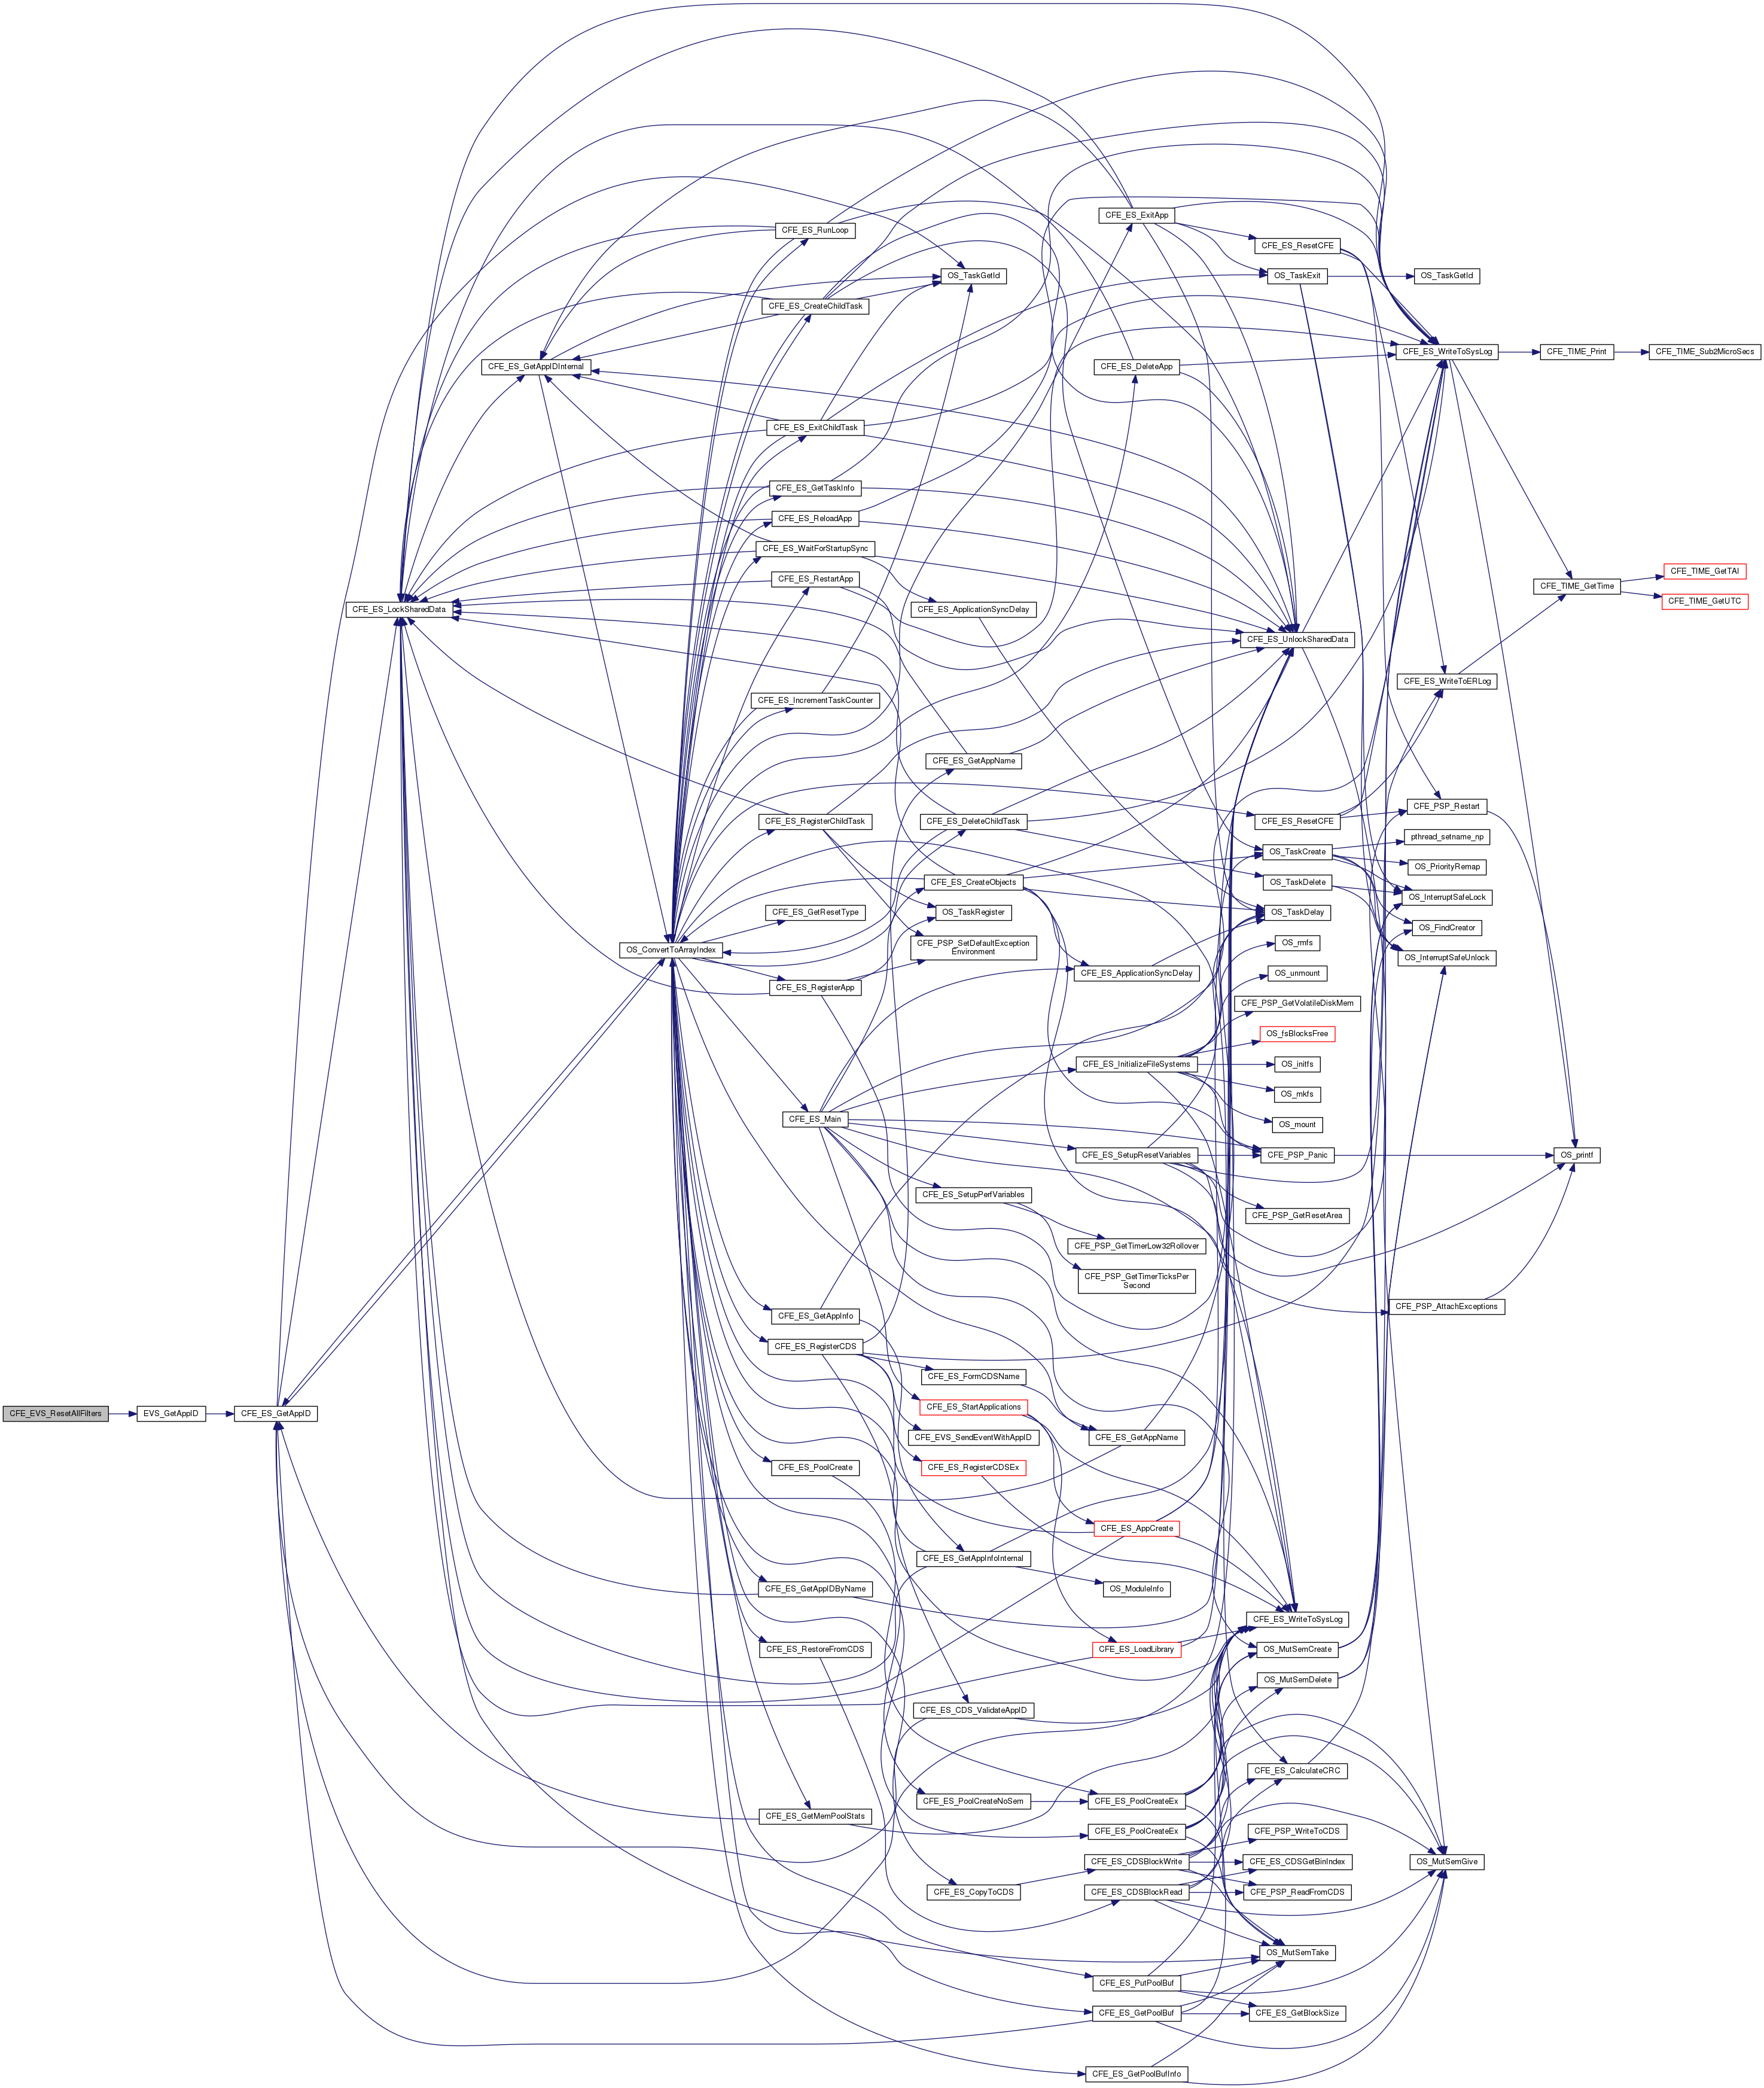 CFE_EVS_ResetAllFilters
EVS_GetAppID
CFE_ES_GetAppID
CFE_ES_LockSharedData
CFE_ES_GetAppIDInternal
OS_ConvertToArrayIndex
CFE_ES_RunLoop
CFE_ES_CreateChildTask
CFE_ES_ExitChildTask
CFE_ES_GetTaskInfo
CFE_ES_ReloadApp
CFE_ES_WaitForStartupSync
CFE_ES_RestartApp
CFE_ES_IncrementTaskCounter
CFE_ES_RegisterChildTask
CFE_ES_GetResetType
CFE_ES_RegisterApp
CFE_ES_Main
CFE_ES_GetAppInfo
CFE_ES_RegisterCDS
CFE_ES_PoolCreate
CFE_ES_GetAppIDByName
CFE_ES_RestoreFromCDS
CFE_ES_GetMemPoolStats
OS_TaskGetId
CFE_ES_ApplicationSyncDelay
CFE_ES_GetAppName
CFE_ES_DeleteChildTask
CFE_ES_CreateObjects
OS_TaskRegister
CFE_PSP_SetDefaultException
Environment
CFE_ES_SetupPerfVariables
CFE_ES_FormCDSName
CFE_ES_StartApplications
CFE_EVS_SendEventWithAppID
CFE_ES_RegisterCDSEx
CFE_ES_GetAppInfoInternal
CFE_ES_CDS_ValidateAppID
CFE_ES_PoolCreateNoSem
CFE_ES_CopyToCDS
CFE_ES_ExitApp
CFE_ES_DeleteApp
CFE_ES_ApplicationSyncDelay
CFE_ES_InitializeFileSystems
CFE_ES_SetupResetVariables
CFE_PSP_GetTimerLow32Rollover
CFE_PSP_GetTimerTicksPer
Second
CFE_ES_GetAppName
CFE_ES_AppCreate
OS_ModuleInfo
CFE_ES_LoadLibrary
CFE_ES_PoolCreateEx
CFE_ES_PoolCreateEx
CFE_ES_CDSBlockWrite
CFE_ES_CDSBlockRead
CFE_ES_PutPoolBuf
CFE_ES_GetPoolBuf
CFE_ES_GetPoolBufInfo
CFE_ES_ResetCFE
OS_TaskExit
CFE_ES_UnlockSharedData
CFE_ES_ResetCFE
OS_TaskCreate
OS_TaskDelete
OS_TaskDelay
OS_rmfs
OS_unmount
CFE_PSP_GetVolatileDiskMem
OS_fsBlocksFree
OS_initfs
OS_mkfs
OS_mount
CFE_PSP_Panic
CFE_PSP_GetResetArea
CFE_ES_WriteToSysLog
OS_MutSemCreate
OS_MutSemDelete
CFE_ES_CalculateCRC
CFE_PSP_WriteToCDS
CFE_ES_CDSGetBinIndex
CFE_PSP_ReadFromCDS
OS_MutSemTake
CFE_ES_GetBlockSize
OS_TaskGetId
CFE_ES_WriteToSysLog
CFE_ES_WriteToERLog
CFE_PSP_Restart
pthread_setname_np
OS_PriorityRemap
OS_InterruptSafeLock
OS_FindCreator
OS_InterruptSafeUnlock
CFE_PSP_AttachExceptions
OS_MutSemGive
CFE_TIME_Print
CFE_TIME_GetTime
OS_printf
CFE_TIME_Sub2MicroSecs
CFE_TIME_GetTAI
CFE_TIME_GetUTC